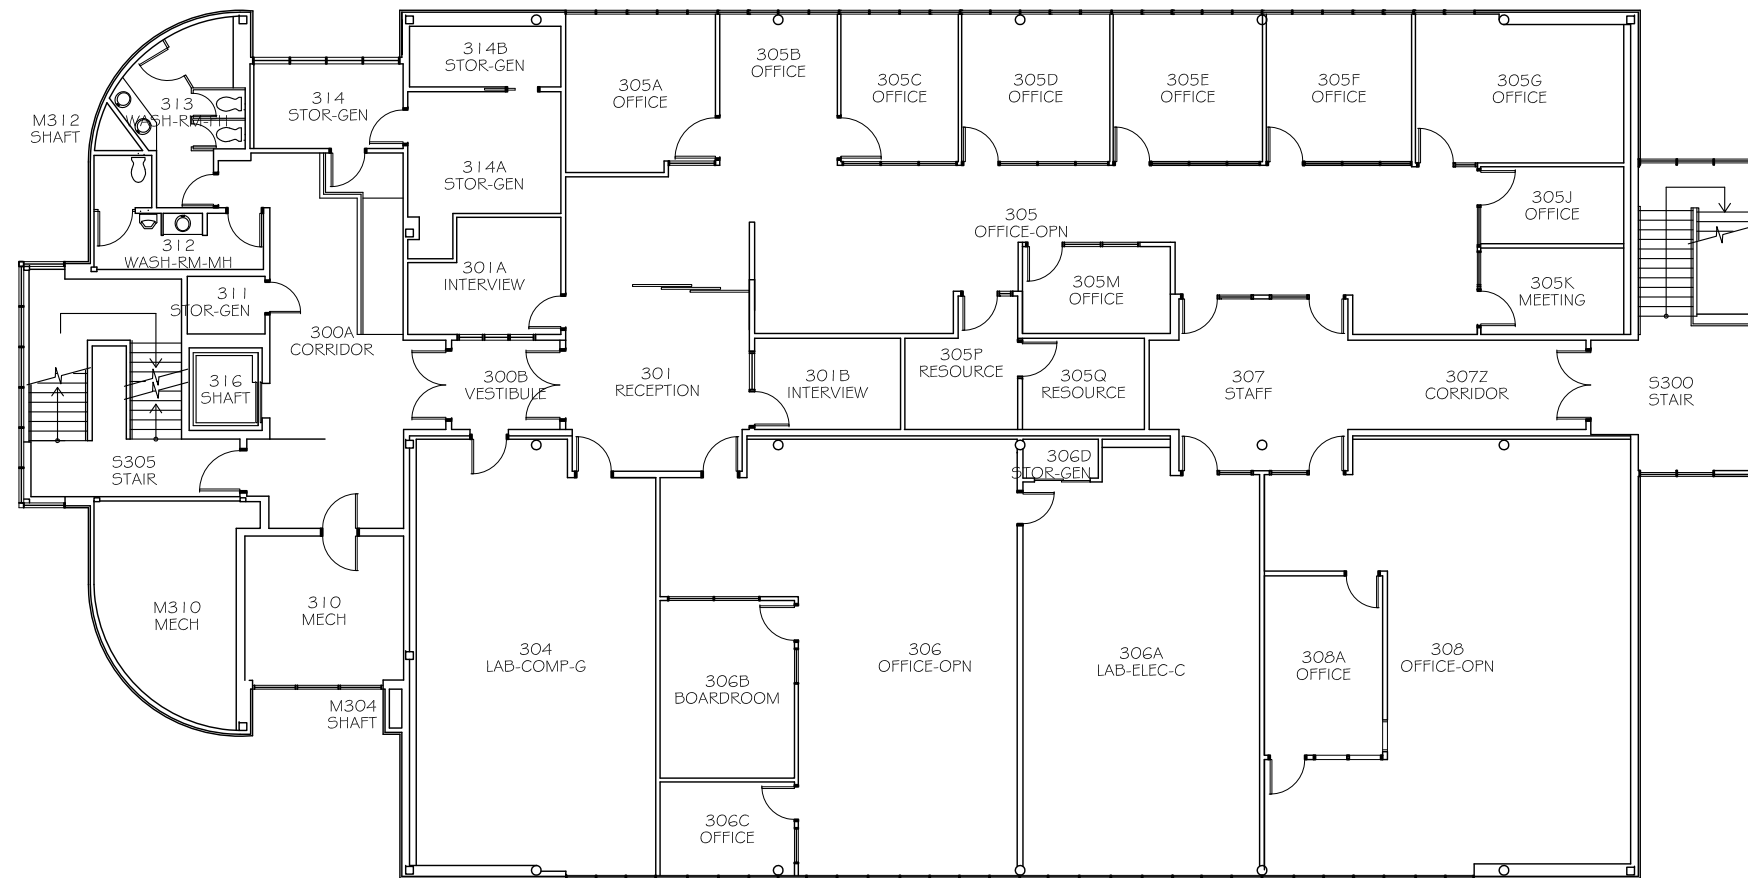 314B
STOR-GEN
305B
OFFICE
305A
OFFICE
305C
OFFICE
305D
OFFICE
305E
OFFICE
305F
OFFICE
305G
OFFICE
314
STOR-GEN
313
WASH-RM-FH
M312
SHAFT
314A
STOR-GEN
305J
OFFICE
305
OFFICE-OPN
312
WASH-RM-MH
301A
INTERVIEW
305M
OFFICE
305K
MEETING
311
STOR-GEN
300A
CORRIDOR
316
SHAFT
300B
VESTIBULE
301
RECEPTION
301B
INTERVIEW
305P
RESOURCE
305Q
RESOURCE
307
STAFF
307Z
CORRIDOR
S300
STAIR
S305
STAIR
306D
STOR-GEN
M310
MECH
310
MECH
304
LAB-COMP-G
306
OFFICE-OPN
306A
LAB-ELEC-C
308A
OFFICE
308
OFFICE-OPN
306B
BOARDROOM
M304
SHAFT
306C
OFFICE